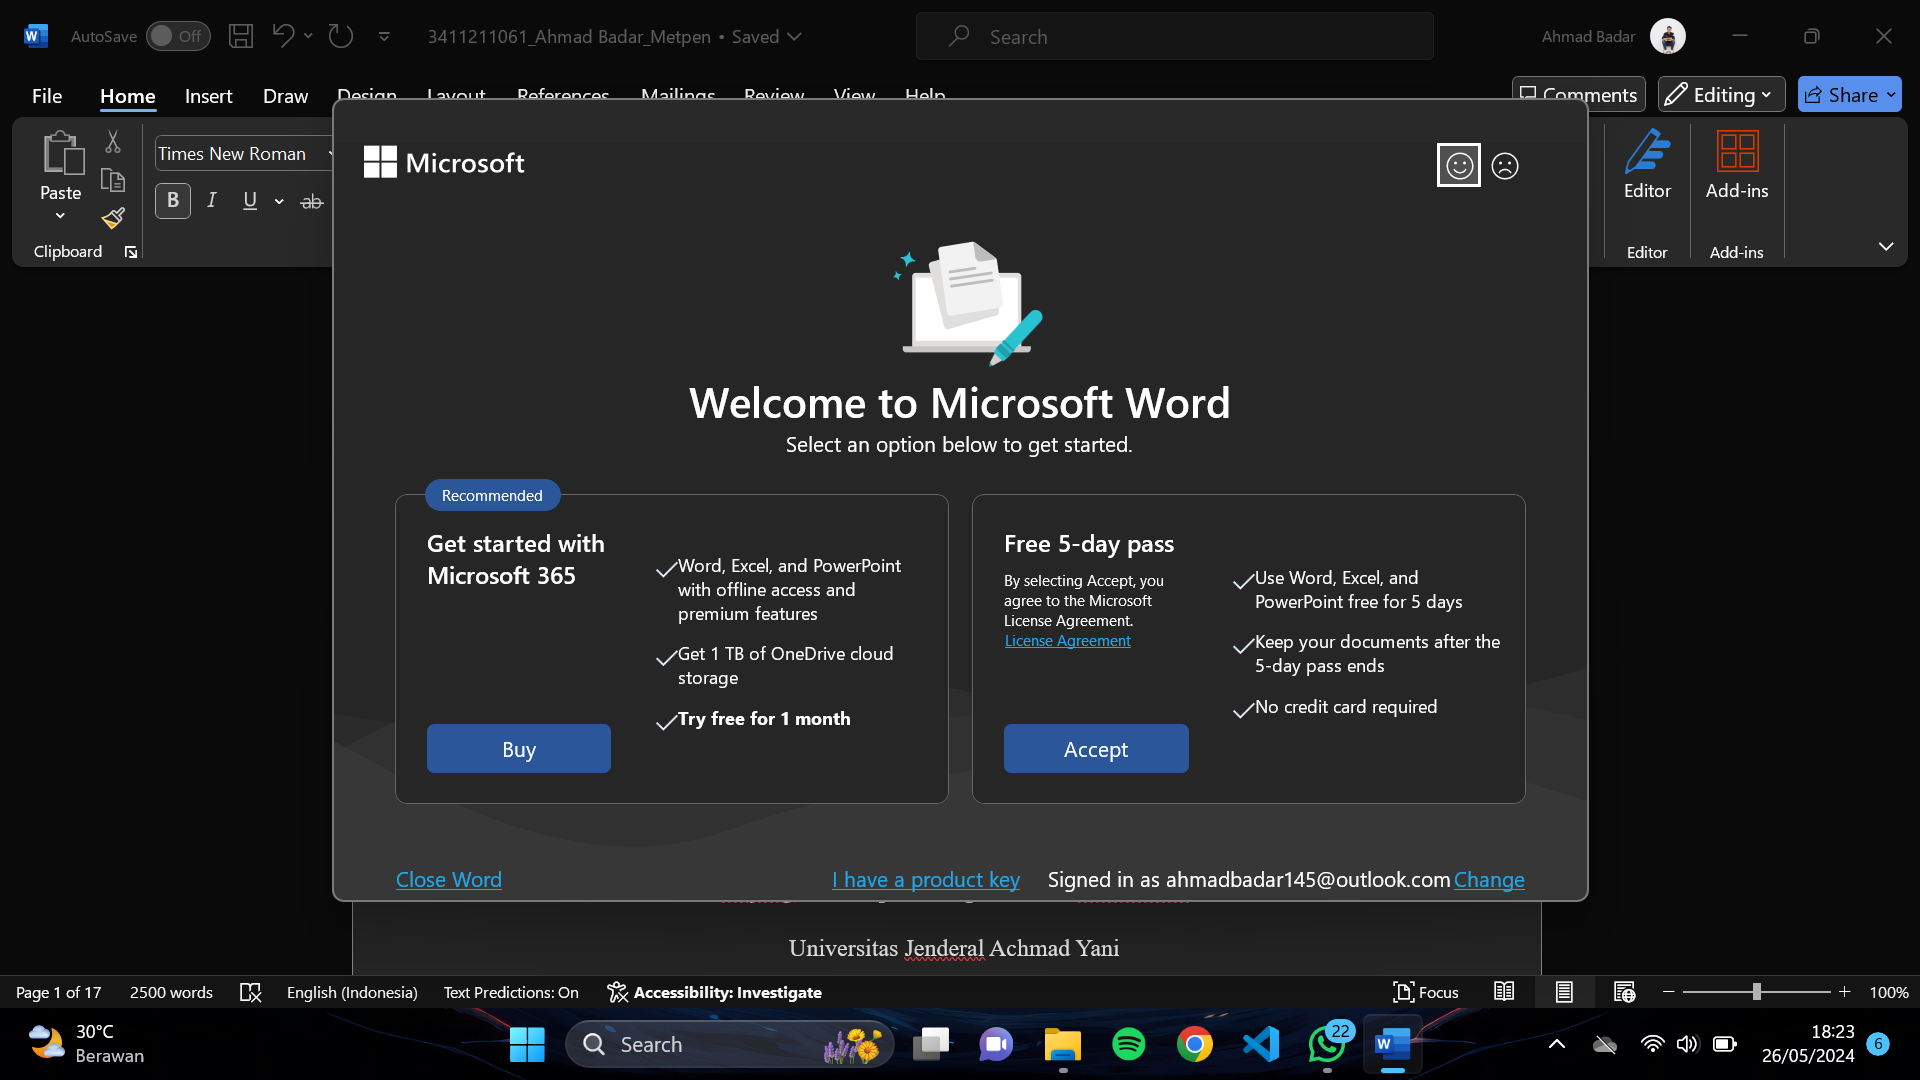 AutoSave
Off
3411211061_Ahmad Badar_Metpen • Saved
Search
Ahmad Badar
File
Home
Insert
Draw
Design
Layout
References
Mailings
Review
View
Help
Comments
Editing
Share
Paste
Clipboard
Times New Roman
B
I
U
ab
Editor
Editor
Add-ins
Add-ins
Microsoft
Welcome to Microsoft Word
Select an option below to get started.
Recommended
Get started with
Microsoft 365
Word, Excel, and PowerPoint
with offline access and
premium features
Get 1 TB of OneDrive cloud
storage
Try free for 1 month
Buy
Free 5-day pass
By selecting Accept, you
agree to the Microsoft
License Agreement.
License Agreement
Use Word, Excel, and
PowerPoint free for 5 days
Keep your documents after the
5-day pass ends
No credit card required
Accept
Close Word
I have a product key
Signed in as ahmadbadar145@outlook.com Change
Universitas Jenderal Achmad Yani
Page 1 of 17
2500 words
English (Indonesia)
Text Predictions: On
Accessibility: Investigate
Focus
100%
30°C
Berawan
Search
22
18:23
26/05/2024
6